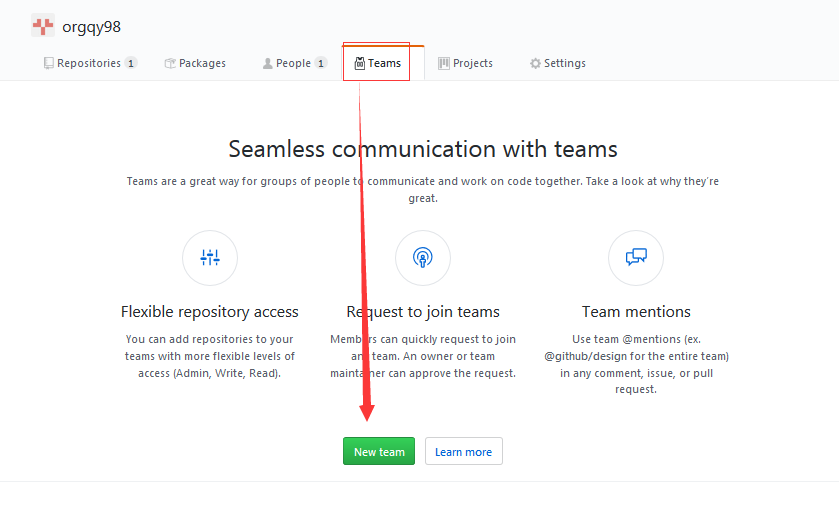 orgqy98
Repositories 1 Packages People 1 Teams Projects Settings
Seamless communication with teams
Teams are a great way for groups of people to communicate and work on code together. Take a look at why they're
great.
Flexible repository access
You can add repositories to your
teams with more flexible levels of
access (Admin, Write, Read).
Request to join teams
Members can quickly request to join
any team. An owner or team
maintainer can approve the request.
Team mentions
Use team @mentions (ex.
@github/design for the entire team)
in any comment, issue, or pull
request.
New team Learn more